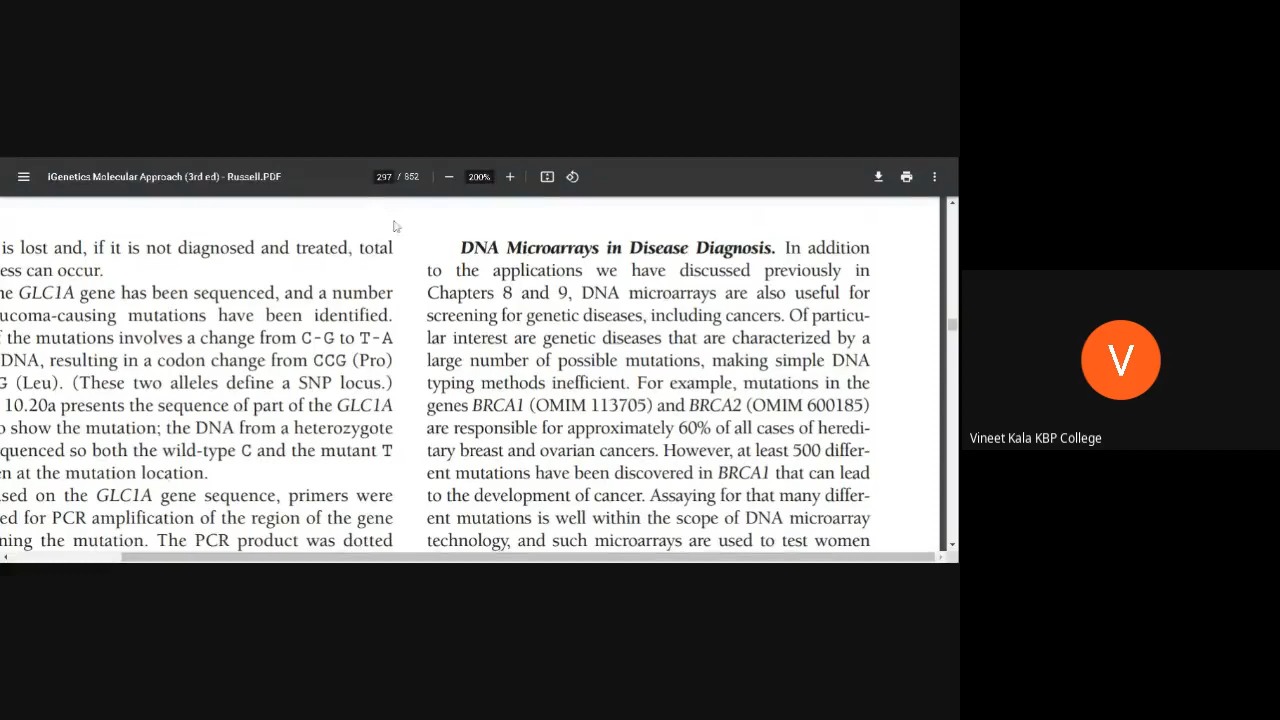 iGenetics Molecular Approach (3rd ed) - Russell.PDF
297 / 852
200%
is lost and, if it is not diagnosed and treated, total
ess can occur.
ne GLC1A gene has been sequenced, and a number
ucoma-causing mutations have been identified.
f the mutations involves a change from C-G to T-A
DNA, resulting in a codon change from CCG (Pro)
G (Leu). (These two alleles define a SNP locus.)
10.20a presents the sequence of part of the GLC1A
o show the mutation; the DNA from a heterozygote
quenced so both the wild-type C and the mutant T
en at the mutation location.
ased on the GLC1A gene sequence, primers were
ed for PCR amplification of the region of the gene
ning the mutation. The PCR product was dotted
DNA Microarrays in Disease Diagnosis. In addition
to the applications we have discussed previously in
Chapters 8 and 9, DNA microarrays are also useful for
screening for genetic diseases, including cancers. Of particu-
lar interest are genetic diseases that are characterized by a
large number of possible mutations, making simple DNA
typing methods inefficient. For example, mutations in the
genes BRCA1 (OMIM 113705) and BRCA2 (OMIM 600185)
are responsible for approximately 60% of all cases of heredi-
tary breast and ovarian cancers. However, at least 500 differ-
ent mutations have been discovered in BRCA1 that can lead
to the development of cancer. Assaying for that many differ-
ent mutations is well within the scope of DNA microarray
technology, and such microarrays are used to test women
V
Vineet Kala KBP College